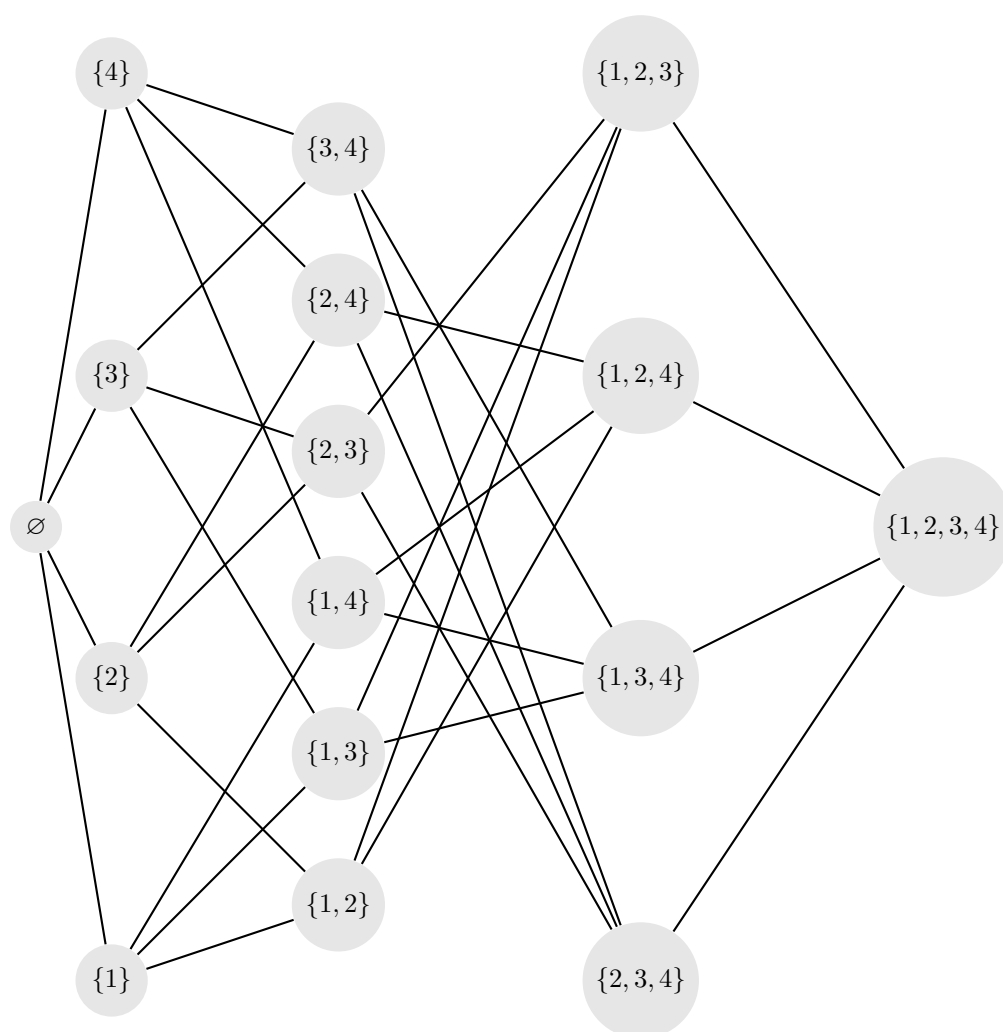 {4}
{3}
∅
{2}
{1}
{3, 4}
{2, 4}
{2, 3}
{1, 4}
{1, 3}
{1, 2}
{1, 2, 3}
{1, 2, 4}
{1, 3, 4}
{2, 3, 4}
{1, 2, 3, 4}